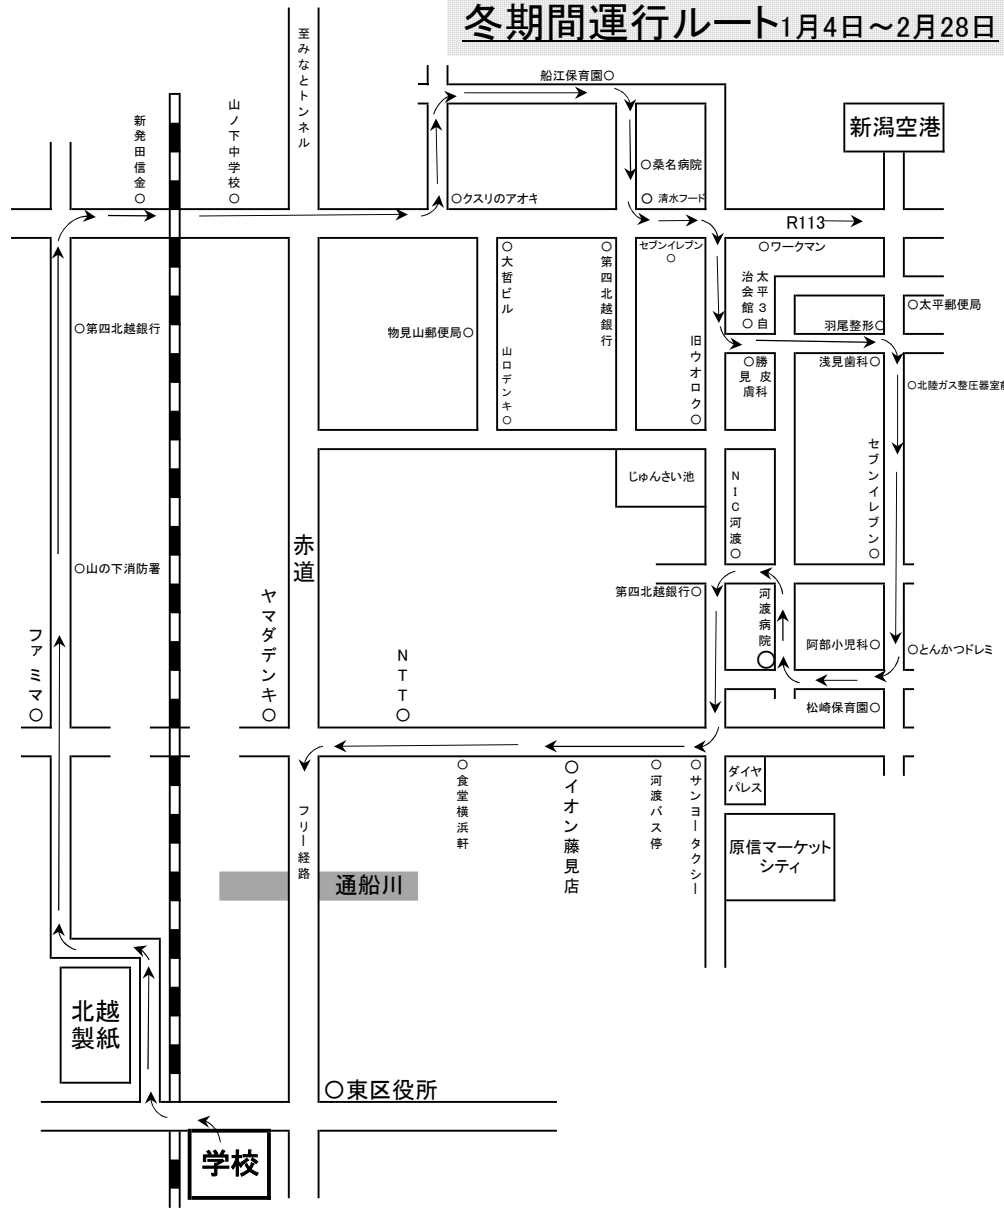 冬期間運行ルート1月4日～2月28日
至みなとトンネル
船江保育園○
新発田信金○
山ノ下中学校○
新潟空港
○桑名病院
○クスリのアオキ
○ 清水フード
R113
○大哲ビル
○第四北越銀行
セブンイレブン
○
○ワークマン
太平3自
治会館○
○太平郵便局
○第四北越銀行
物見山郵便局○
羽尾整形○
山口デンキ○
旧ウオロク○
○勝
見皮
膚科
浅見歯科○
○北陸ガス整圧器室前
セブンイレブン○
じゅんさい池
NIC河渡○
赤道
○山の下消防署
ヤマダデンキ○
第四北越銀行○
河渡病院○
ファミマ○
NTT○
阿部小児科○
○とんかつドレミ
松崎保育園○
○食堂横浜軒
○イオン藤見店
○河渡バス停
○サンヨータクシー
ダイヤ
パレス
フリー経路
原信マーケット
シティ
通船川
北越
製紙
○東区役所
学校